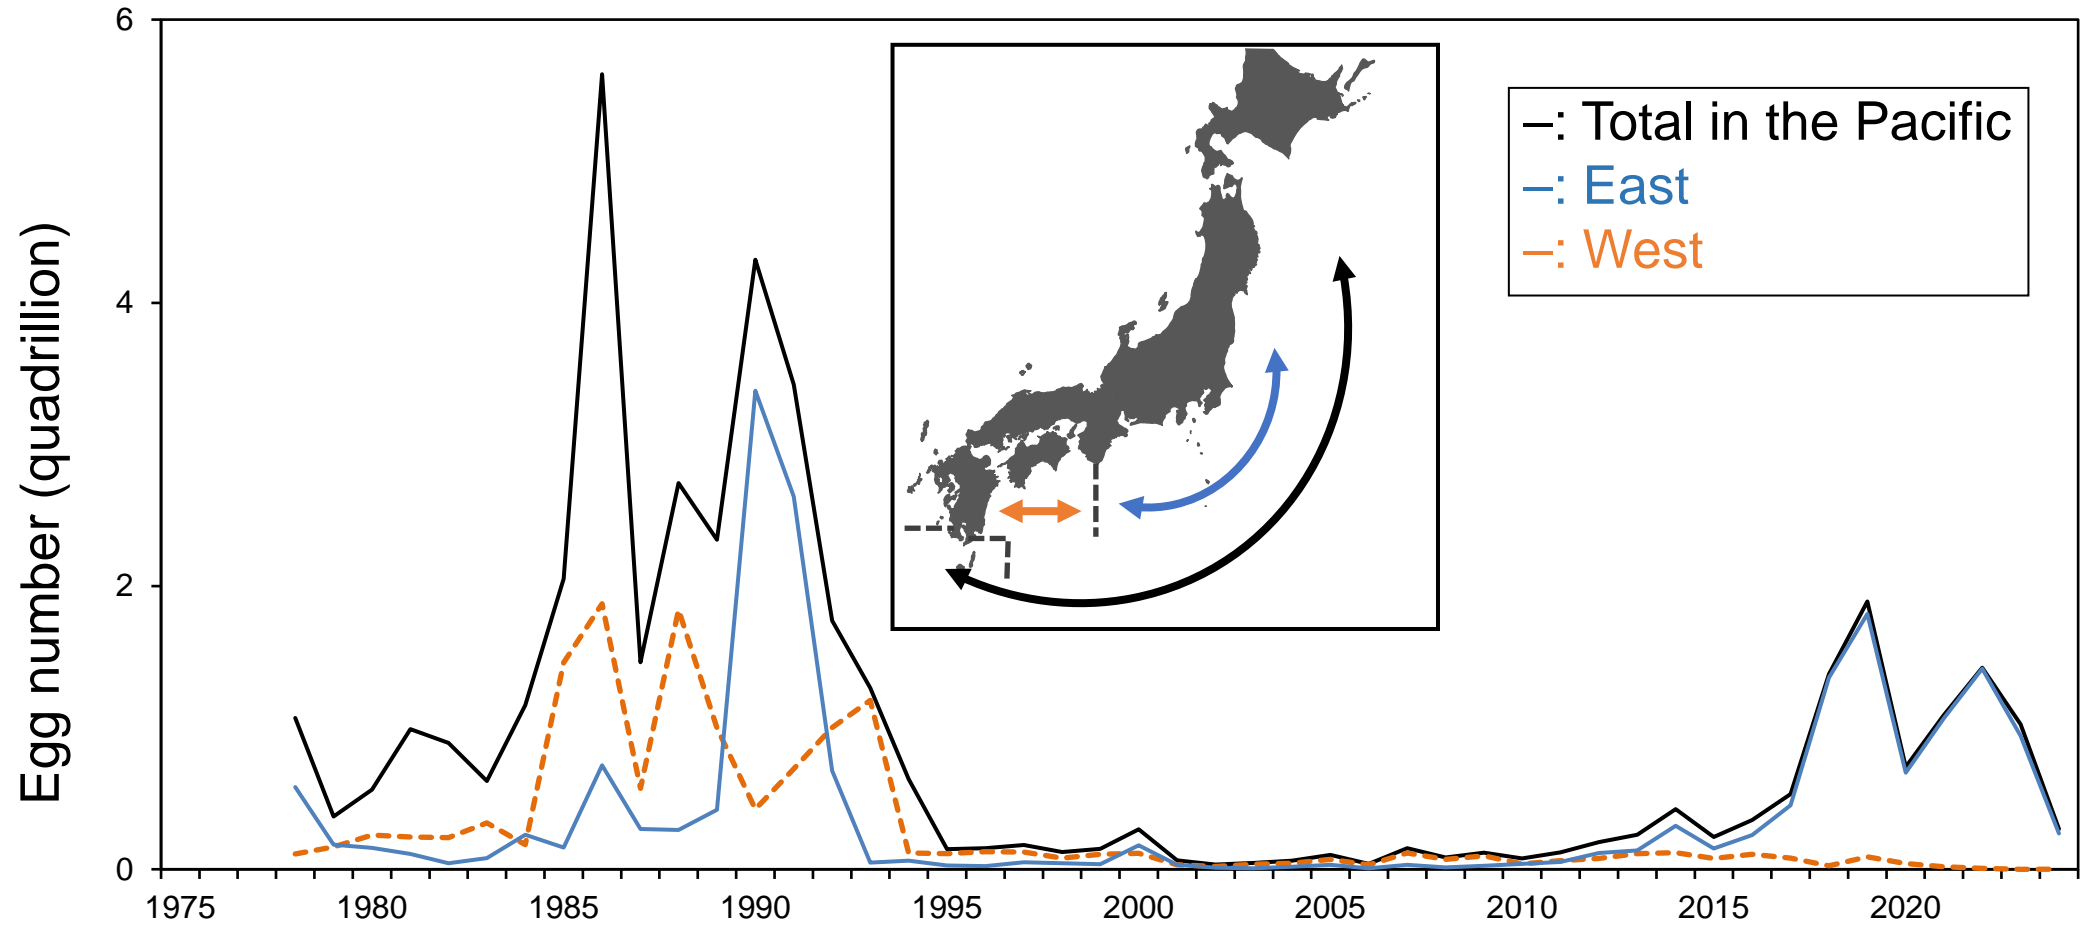 Egg number (quadrillion)
6
4
2
0
–: Total in the Pacific
–: East
–: West
1975 1980 1985 1990 1995 2000 2005 2010 2015 2020